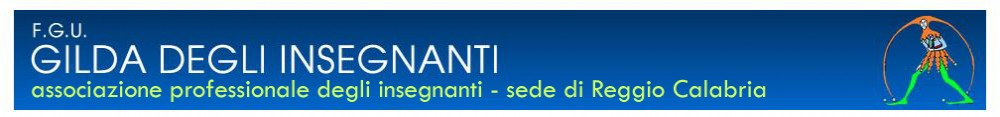 F.G.U.
GILDA DEGLI INSEGNANTI
associazione professionale degli insegnanti - sede di Reggio Calabria